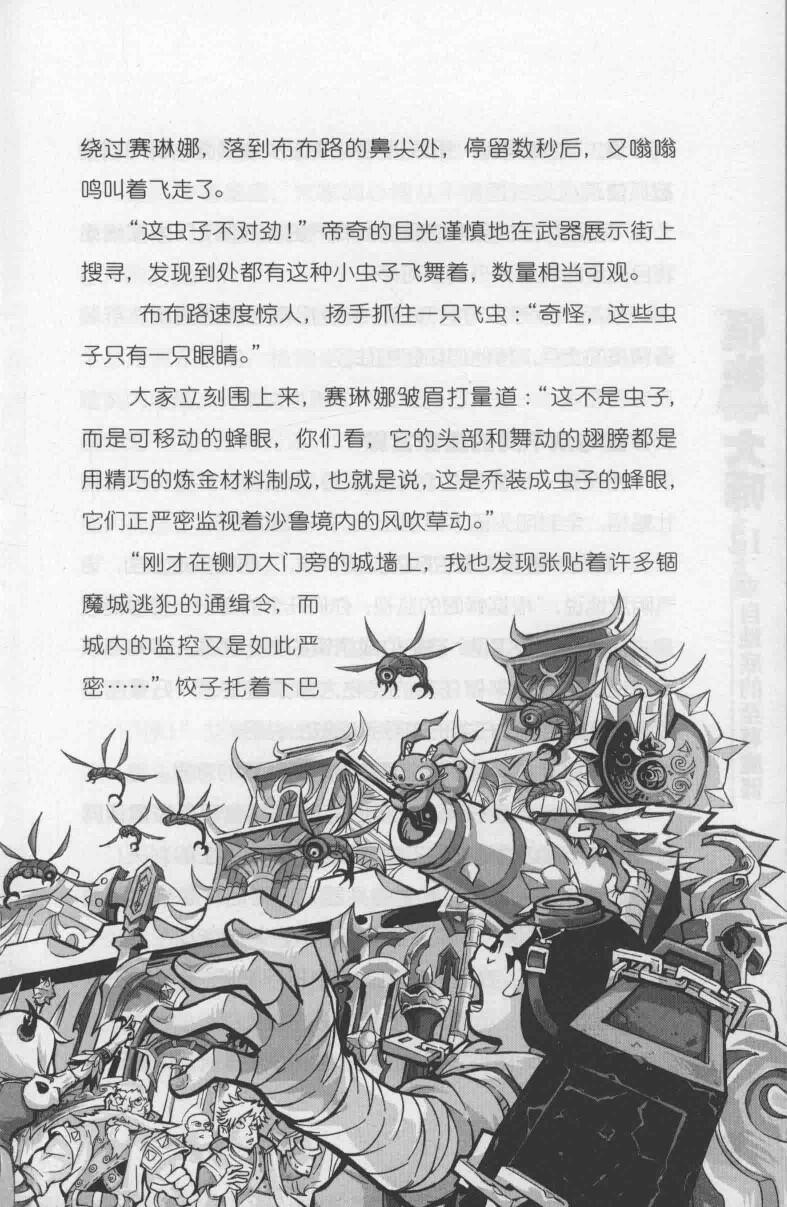 绕过赛琳娜，落到布布路的鼻尖处，停留数秒后，又嗡嗡
鸣叫着飞走了。
“这虫子不对劲！”帝奇的目光谨慎地在武器展示街上
搜寻，发现到处都有这种小虫子飞舞着，数量相当可观。
布布路速度惊人，扬手抓住一只飞虫：“奇怪，这些虫
子只有一只眼睛。”
大家立刻围上来，赛琳娜皱眉打量道：“这不是虫子，
而是可移动的蜂眼，你们看，它的头部和舞动的翅膀都是
用精巧的炼金材料制成，也就是说，这是乔装成虫子的蜂眼，
它们正严密监视着沙鲁境内的风吹草动。”
“刚才在铡刀大门旁的城墙上，我也发现张贴着许多锢
魔城逃犯的通缉令，而
城内的监控又是如此严
密……”饺子托着下巴